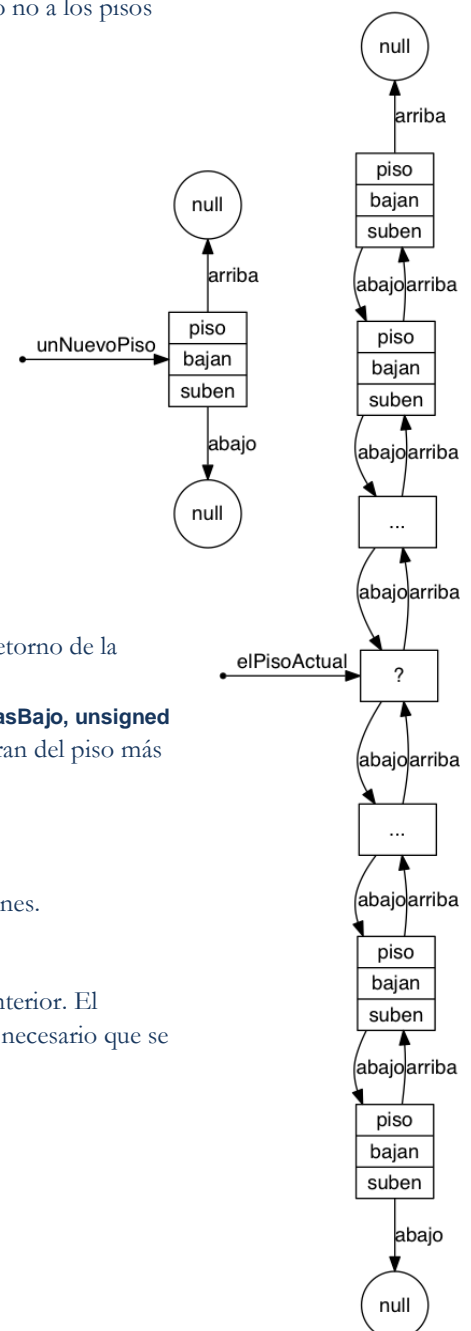 o no a los pisos
null
arriba
piso
bajan
suben
abajo arriba
piso
bajan
suben
abajo arriba
...
abajo arriba
elPisoActual
?
abajo arriba
...
abajo arriba
piso
bajan
suben
abajo arriba
piso
bajan
suben
abajo
null
null
arriba
unNuevoPiso
piso
bajan
suben
abajo
null
etorno de la
asBajo, unsigned
ran del piso más
nes.
nterior. El
necesario que se